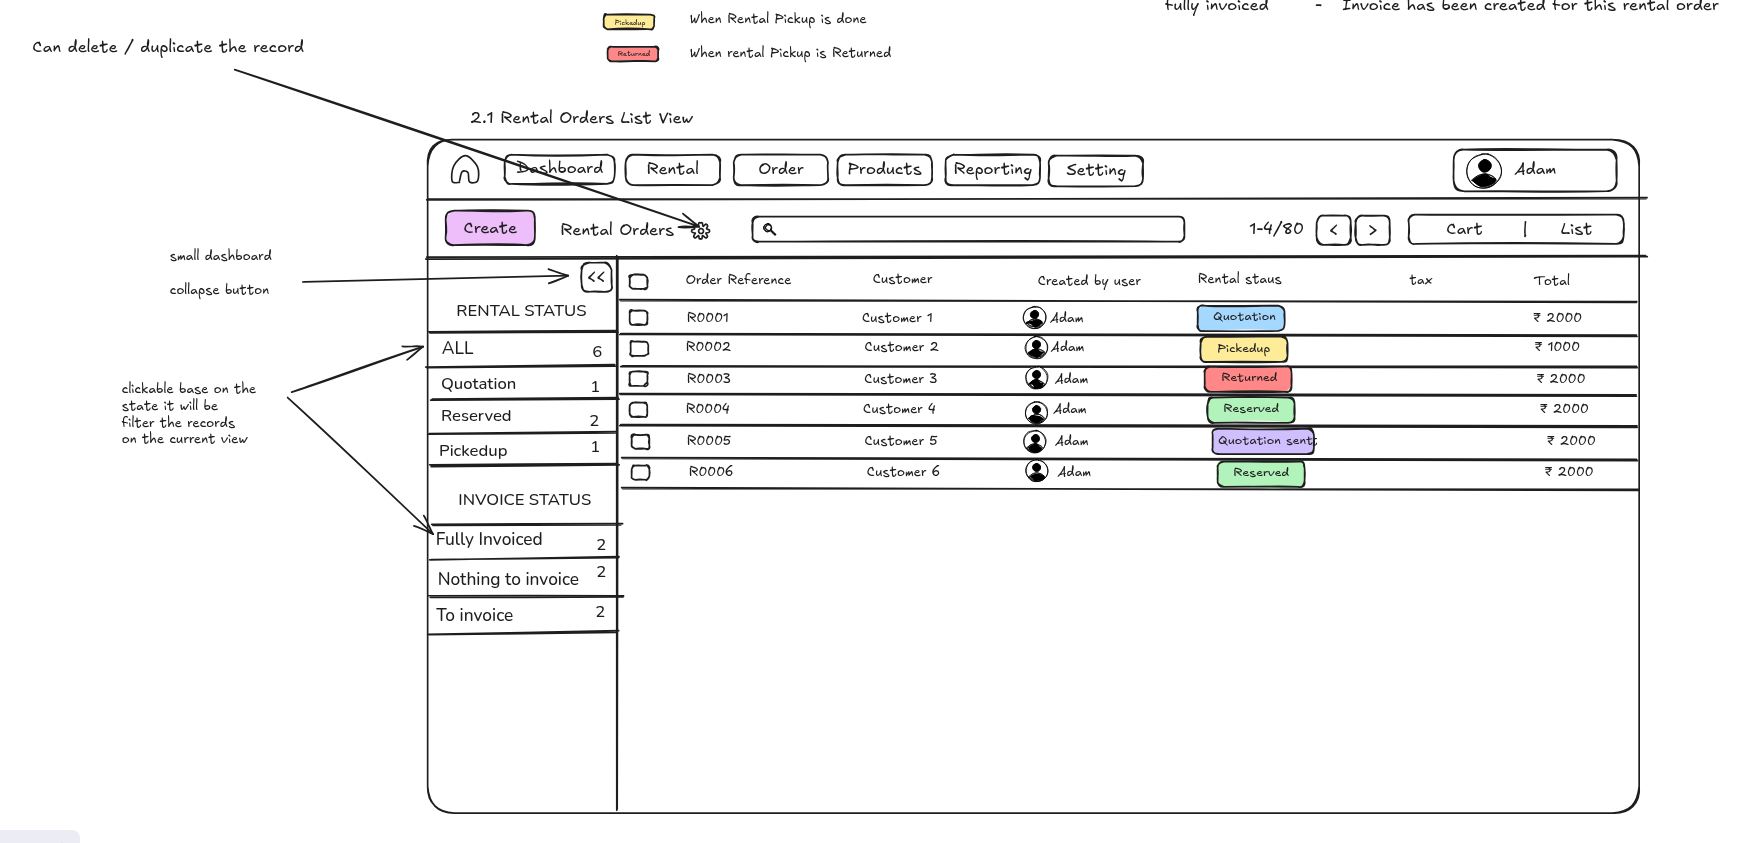 fully invoiced - Invoice has been created for this rental order
Pickedup When Rental Pickup is done
Can delete / duplicate the record
Returned When rental Pickup is Returned
2.1 Rental Orders List View
Dashboard Rental Order Products Reporting Setting Adam
Create Rental Orders 1-4/80 < > Cart | List
small dashboard
collapse button
<<
RENTAL STATUS
ALL 6
Quotation 1
Reserved 2
Pickedup 1
INVOICE STATUS
Fully Invoiced 2
Nothing to invoice 2
To invoice 2
clickable base on the
state it will be
filter the records
on the current view
Order Reference Customer Created by user Rental staus tax Total
R0001 Customer 1 Adam Quotation ₹ 2000
R0002 Customer 2 Adam Pickedup ₹ 1000
R0003 Customer 3 Adam Returned ₹ 2000
R0004 Customer 4 Adam Reserved ₹ 2000
R0005 Customer 5 Adam Quotation sent ₹ 2000
R0006 Customer 6 Adam Reserved ₹ 2000